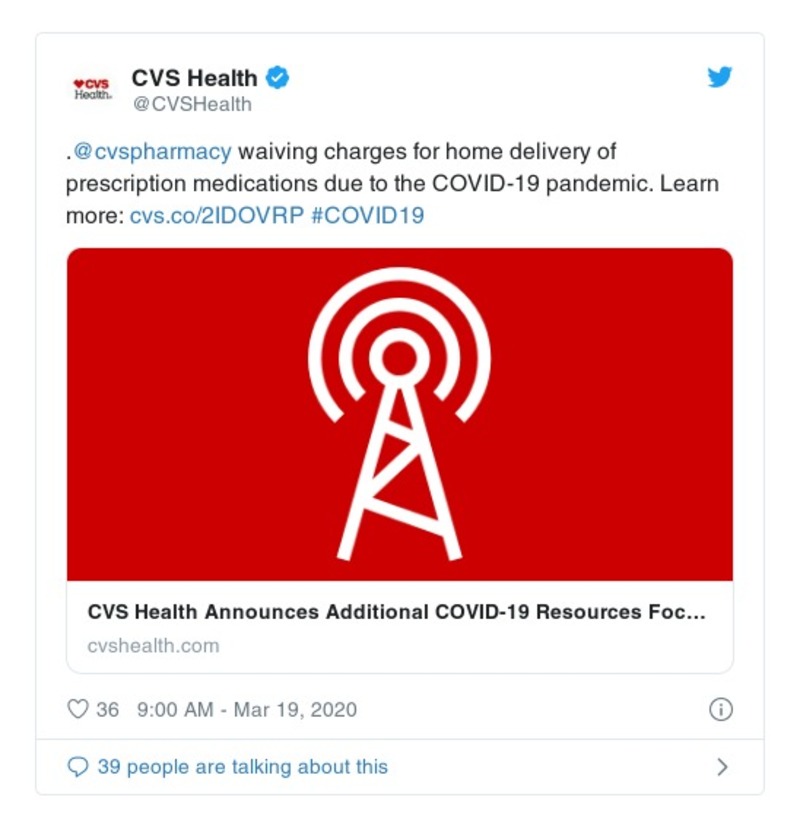 ♥CVS
Health.
CVS Health
@CVSHealth
.@cvspharmacy waiving charges for home delivery of
prescription medications due to the COVID-19 pandemic. Learn
more: cvs.co/2IDOVRP #COVID19
CVS Health Announces Additional COVID-19 Resources Foc...
cvshealth.com
36 9:00 AM - Mar 19, 2020
39 people are talking about this